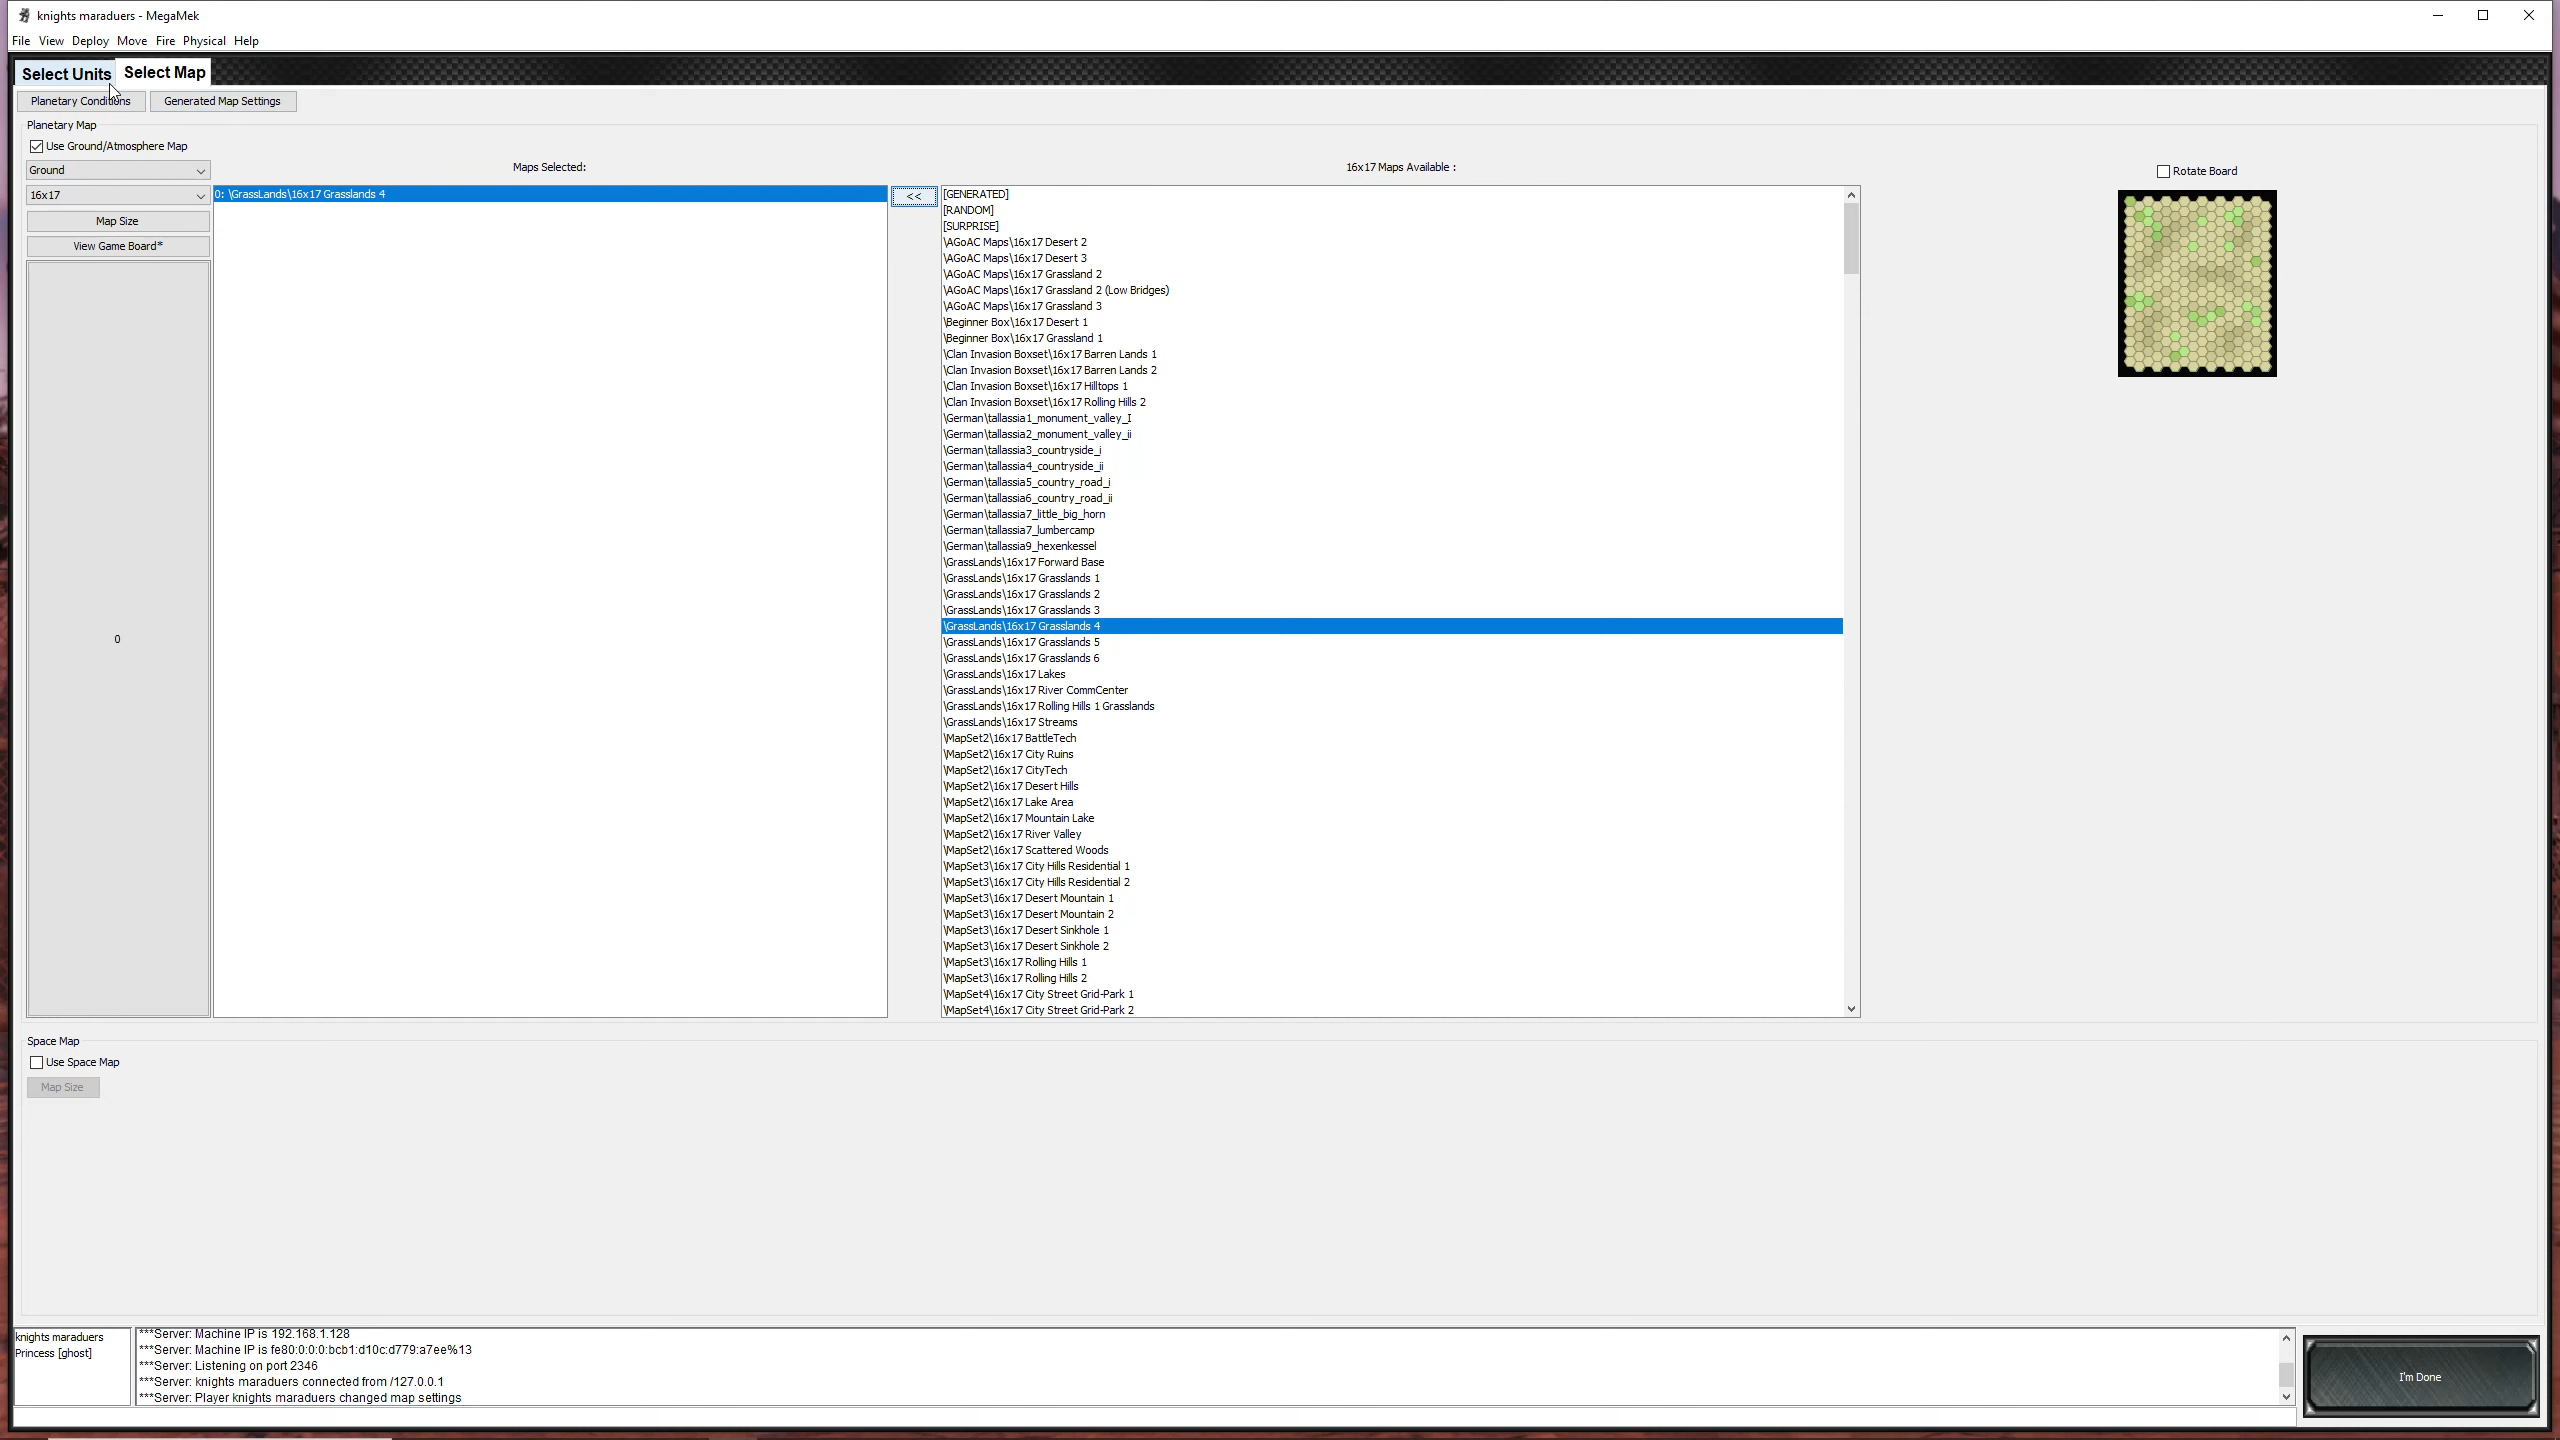 knights maraduers - MegaMek
File View Deploy Move Fire Physical Help
Select Units Select Map
Planetary Conditions Generated Map Settings
Planetary Map
Use Ground/Atmosphere Map
Ground
16x17
Map Size
View Game Board*
0
Maps Selected:
0: \GrassLands\16x17 Grasslands 4
<<
16x17 Maps Available :
[GENERATED]
[RANDOM]
[SURPRISE]
\AGoAC Maps\16x17 Desert 2
\AGoAC Maps\16x17 Desert 3
\AGoAC Maps\16x17 Grassland 2
\AGoAC Maps\16x17 Grassland 2 (Low Bridges)
\AGoAC Maps\16x17 Grassland 3
\Beginner Box\16x17 Desert 1
\Beginner Box\16x17 Grassland 1
\Clan Invasion Boxset\16x17 Barren Lands 1
\Clan Invasion Boxset\16x17 Barren Lands 2
\Clan Invasion Boxset\16x17 Hilltops 1
\Clan Invasion Boxset\16x17 Rolling Hills 2
\German\tallassia1_monument_valley_I
\German\tallassia2_monument_valley_ii
\German\tallassia3_countryside_i
\German\tallassia4_countryside_ii
\German\tallassia5_country_road_i
\German\tallassia6_country_road_ii
\German\tallassia7_little_big_horn
\German\tallassia7_lumbercamp
\German\tallassia9_hexenkessel
\GrassLands\16x17 Forward Base
\GrassLands\16x17 Grasslands 1
\GrassLands\16x17 Grasslands 2
\GrassLands\16x17 Grasslands 3
\GrassLands\16x17 Grasslands 4
\GrassLands\16x17 Grasslands 5
\GrassLands\16x17 Grasslands 6
\GrassLands\16x17 Lakes
\GrassLands\16x17 River CommCenter
\GrassLands\16x17 Rolling Hills 1 Grasslands
\GrassLands\16x17 Streams
\MapSet2\16x17 BattleTech
\MapSet2\16x17 City Ruins
\MapSet2\16x17 CityTech
\MapSet2\16x17 Desert Hills
\MapSet2\16x17 Lake Area
\MapSet2\16x17 Mountain Lake
\MapSet2\16x17 River Valley
\MapSet2\16x17 Scattered Woods
\MapSet3\16x17 City Hills Residential 1
\MapSet3\16x17 City Hills Residential 2
\MapSet3\16x17 Desert Mountain 1
\MapSet3\16x17 Desert Mountain 2
\MapSet3\16x17 Desert Sinkhole 1
\MapSet3\16x17 Desert Sinkhole 2
\MapSet3\16x17 Rolling Hills 1
\MapSet3\16x17 Rolling Hills 2
\MapSet4\16x17 City Street Grid-Park 1
\MapSet4\16x17 City Street Grid-Park 2
Rotate Board
Space Map
Use Space Map
Map Size
knights maraduers
Princess [ghost]
***Server: Machine IP is 192.168.1.128
***Server: Machine IP is fe80:0:0:0:bcb1:d10c:d779:a7ee%13
***Server: Listening on port 2346
***Server: knights maraduers connected from /127.0.0.1
***Server: Player knights maraduers changed map settings
I'm Done